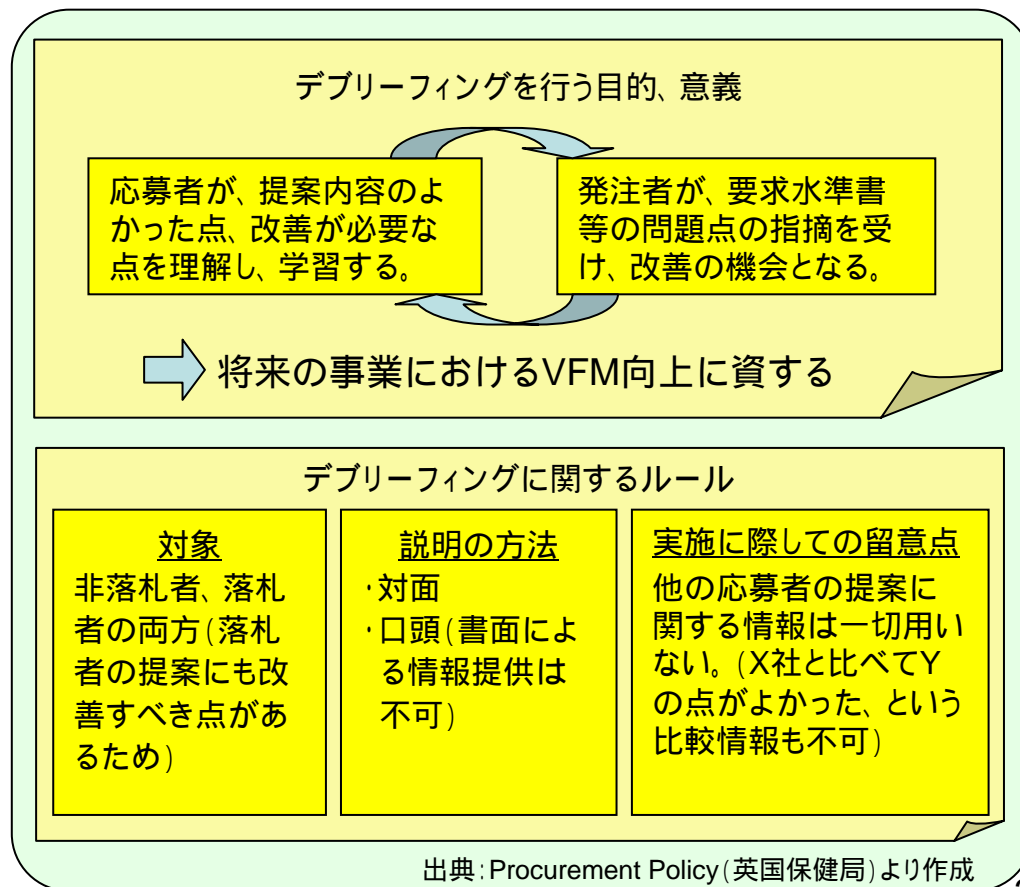 デブリーフィングを行う目的、意義
応募者が、提案内容のよ
かった点、改善が必要な
点を理解し、学習する。
発注者が、要求水準書
等の問題点の指摘を受
け、改善の機会となる。
将来の事業におけるVFM向上に資する
デブリーフィングに関するルール
対象
非落札者、落札
者の両方(落札
者の提案にも改
善すべき点があ
るため)
説明の方法
・対面
・口頭(書面によ
る情報提供は
不可)
実施に際しての留意点
他の応募者の提案に
関する情報は一切用い
ない。(X社と比べてY
の点がよかった、という
比較情報も不可)
出典:Procurement Policy(英国保健局)より作成